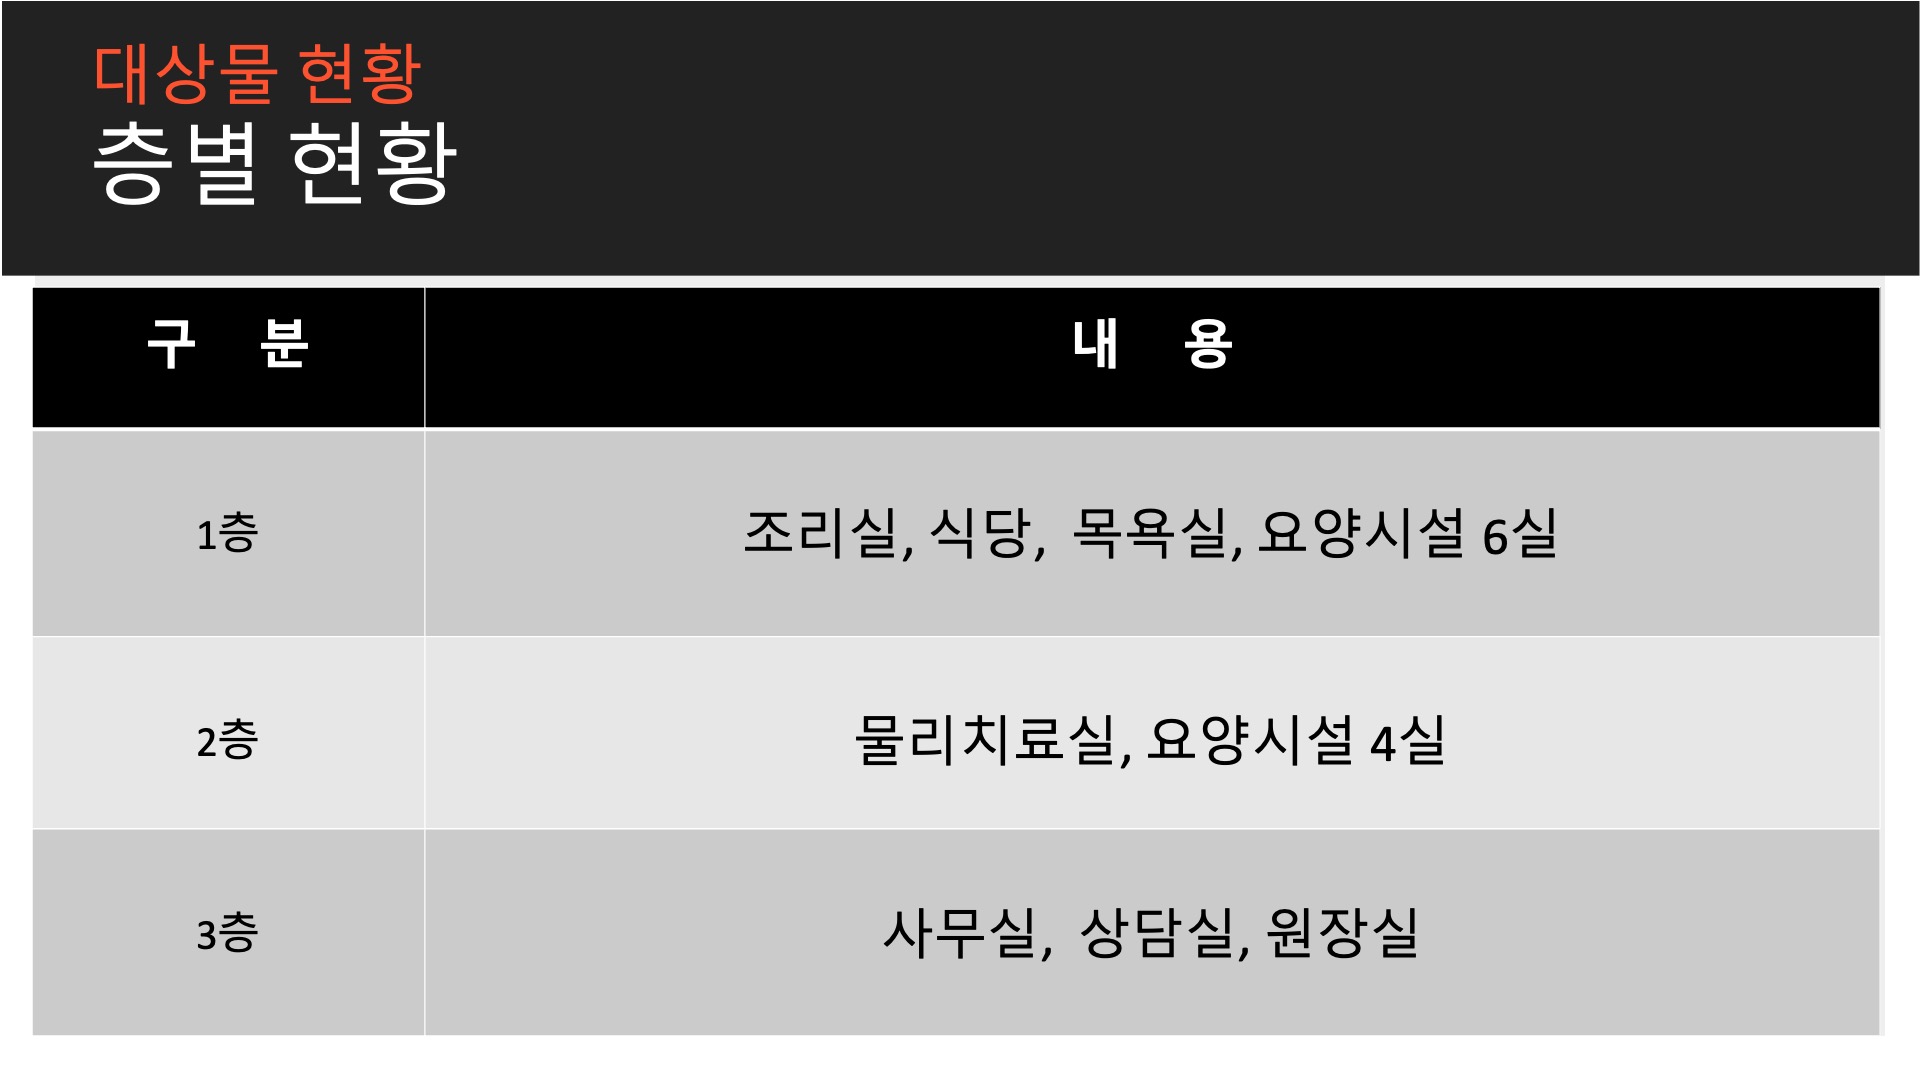 대상물 현황
층별 현황
구 분
내 용
1층
조리실, 식당, 목욕실, 요양시설 6실
2층
물리치료실, 요양시설 4실
3층
사무실, 상담실, 원장실